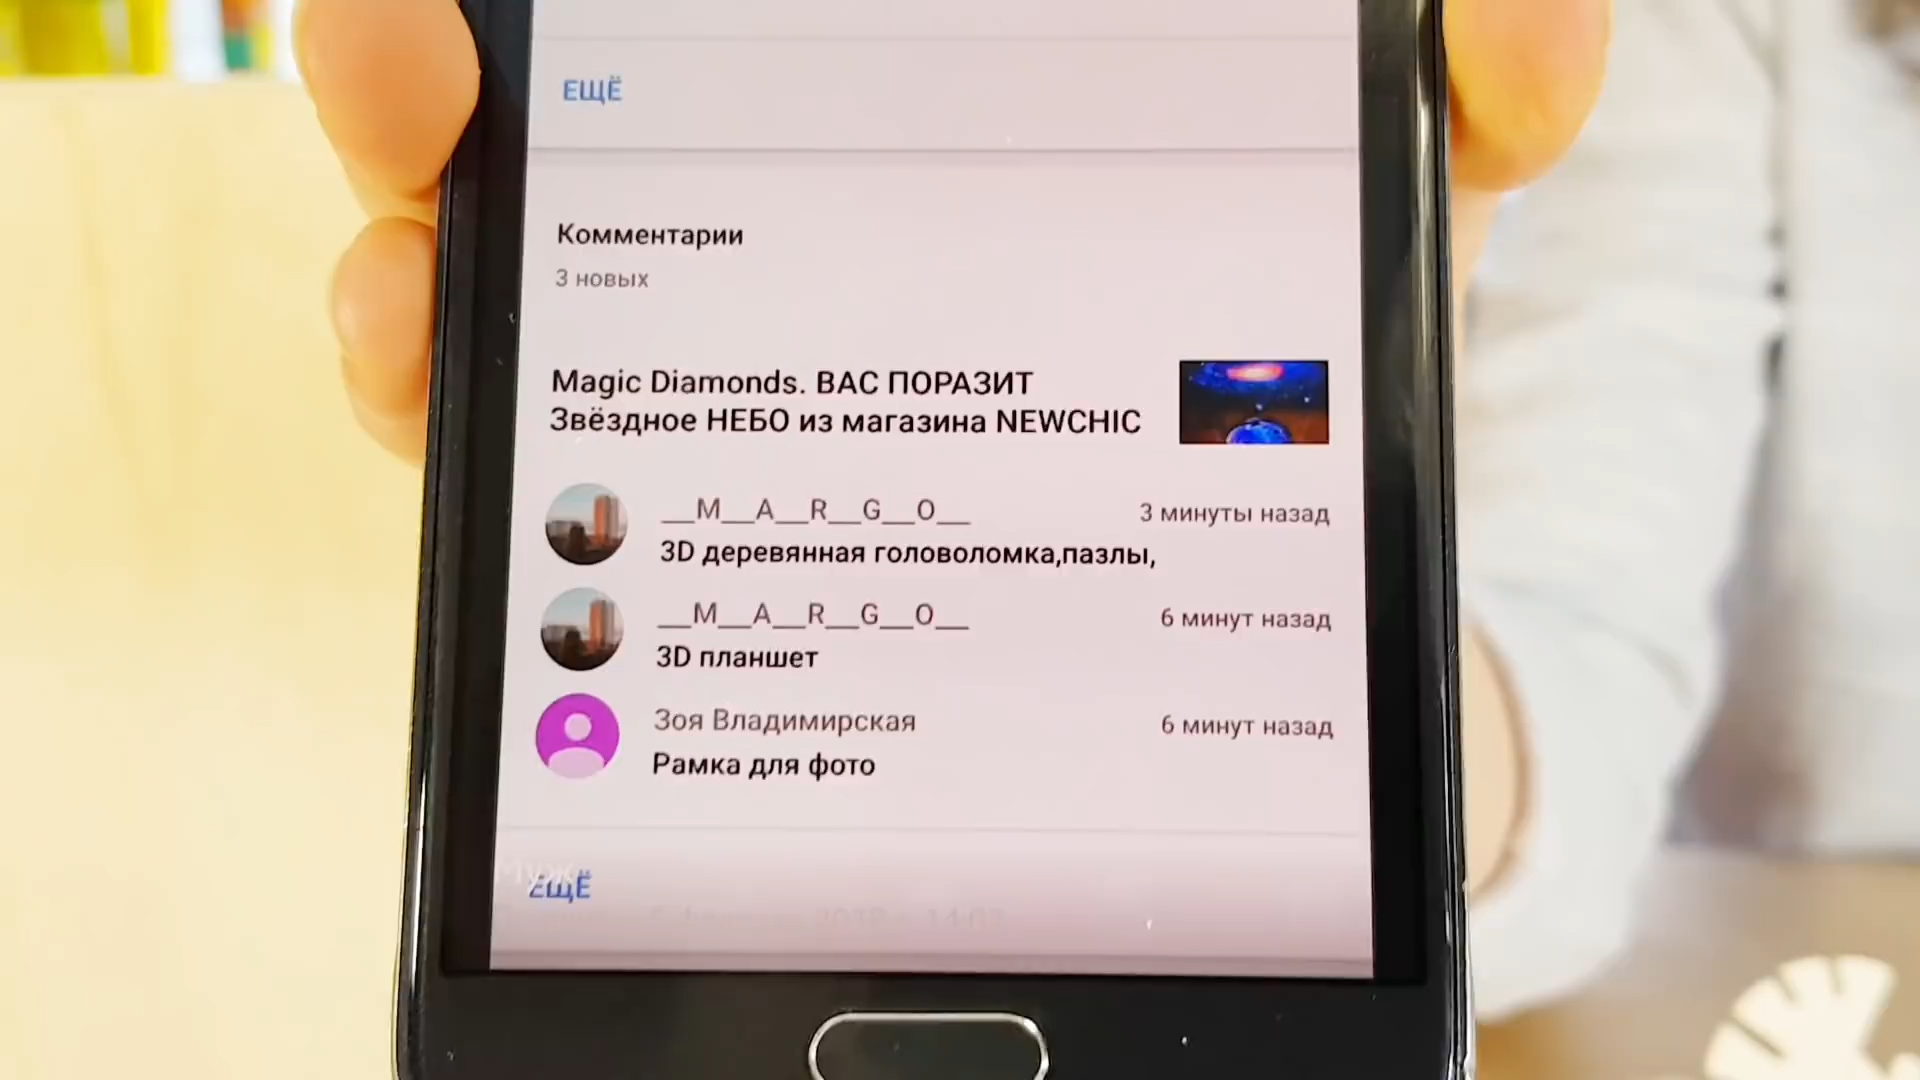 ЕЩЁ
Комментарии
3 новых
Magic Diamonds. ВАС ПОРАЗИТ
Звёздное НЕБО из магазина NEWCHIC
__M__A__R__G__O__
3 минуты назад
3D деревянная головоломка,пазлы,
__M__A__R__G__O__
6 минут назад
3D планшет
Зоя Владимирская
6 минут назад
Рамка для фото
ЕЩЁ